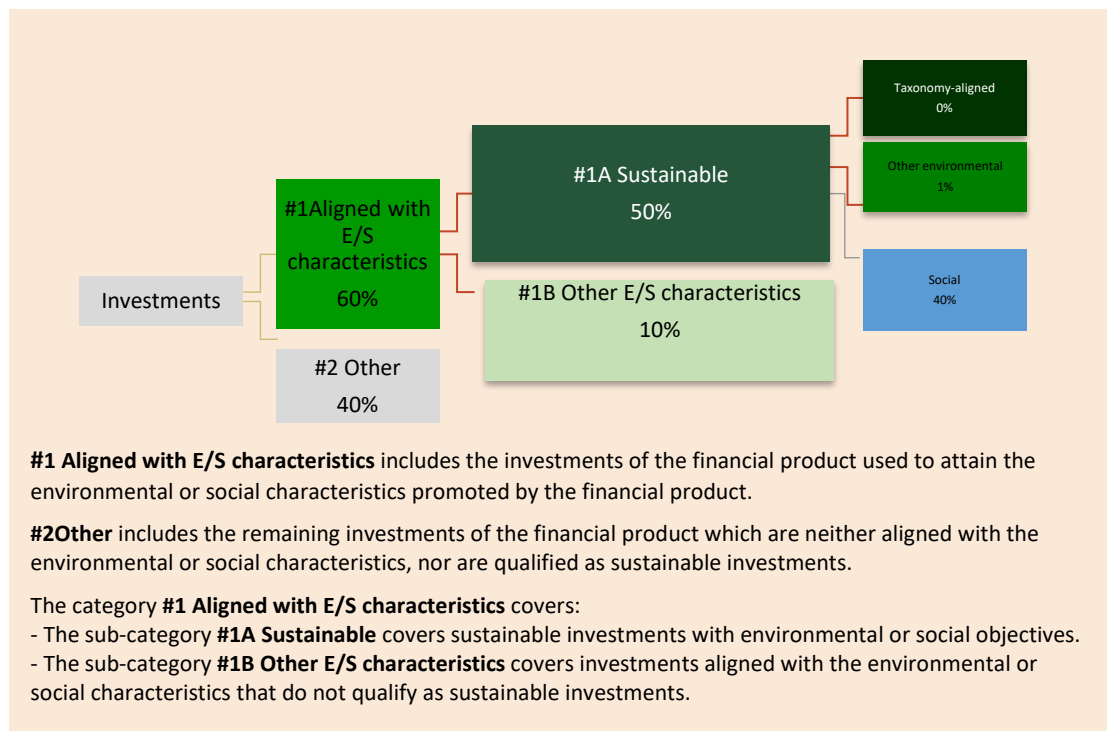 Taxonomy-aligned
0%
Other environmental
1%
#1A Sustainable
50%
#1Aligned with
E/S
characteristics
60%
Social
40%
Investments
#1B Other E/S characteristics
10%
#2 Other
40%
#1 Aligned with E/S characteristics includes the investments of the financial product used to attain the
environmental or social characteristics promoted by the financial product.
#2Other includes the remaining investments of the financial product which are neither aligned with the
environmental or social characteristics, nor are qualified as sustainable investments.
The category #1 Aligned with E/S characteristics covers:
- The sub-category #1A Sustainable covers sustainable investments with environmental or social objectives.
- The sub-category #1B Other E/S characteristics covers investments aligned with the environmental or
social characteristics that do not qualify as sustainable investments.